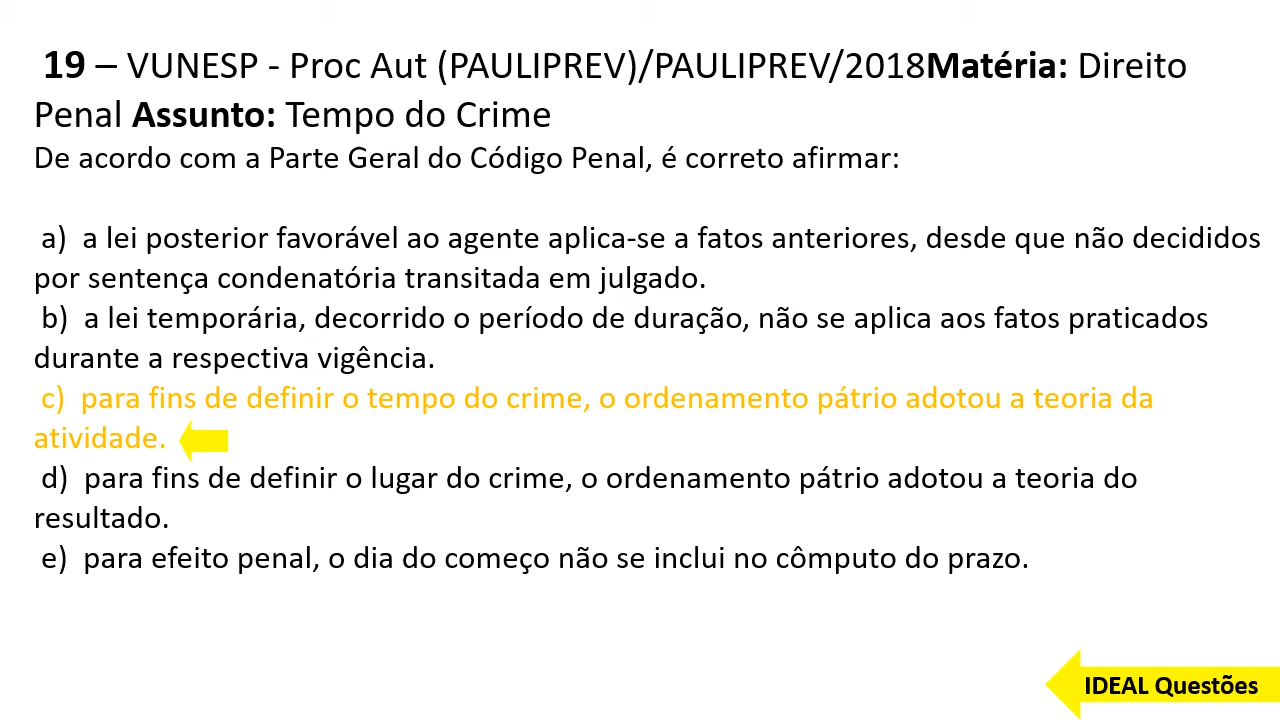 19 – VUNESP - Proc Aut (PAULIPREV)/PAULIPREV/2018Matéria: Direito
Penal Assunto: Tempo do Crime
De acordo com a Parte Geral do Código Penal, é correto afirmar:
a) a lei posterior favorável ao agente aplica-se a fatos anteriores, desde que não decididos
por sentença condenatória transitada em julgado.
b) a lei temporária, decorrido o período de duração, não se aplica aos fatos praticados
durante a respectiva vigência.
c) para fins de definir o tempo do crime, o ordenamento pátrio adotou a teoria da
atividade.
d) para fins de definir o lugar do crime, o ordenamento pátrio adotou a teoria do
resultado.
e) para efeito penal, o dia do começo não se inclui no cômputo do prazo.
IDEAL Questões